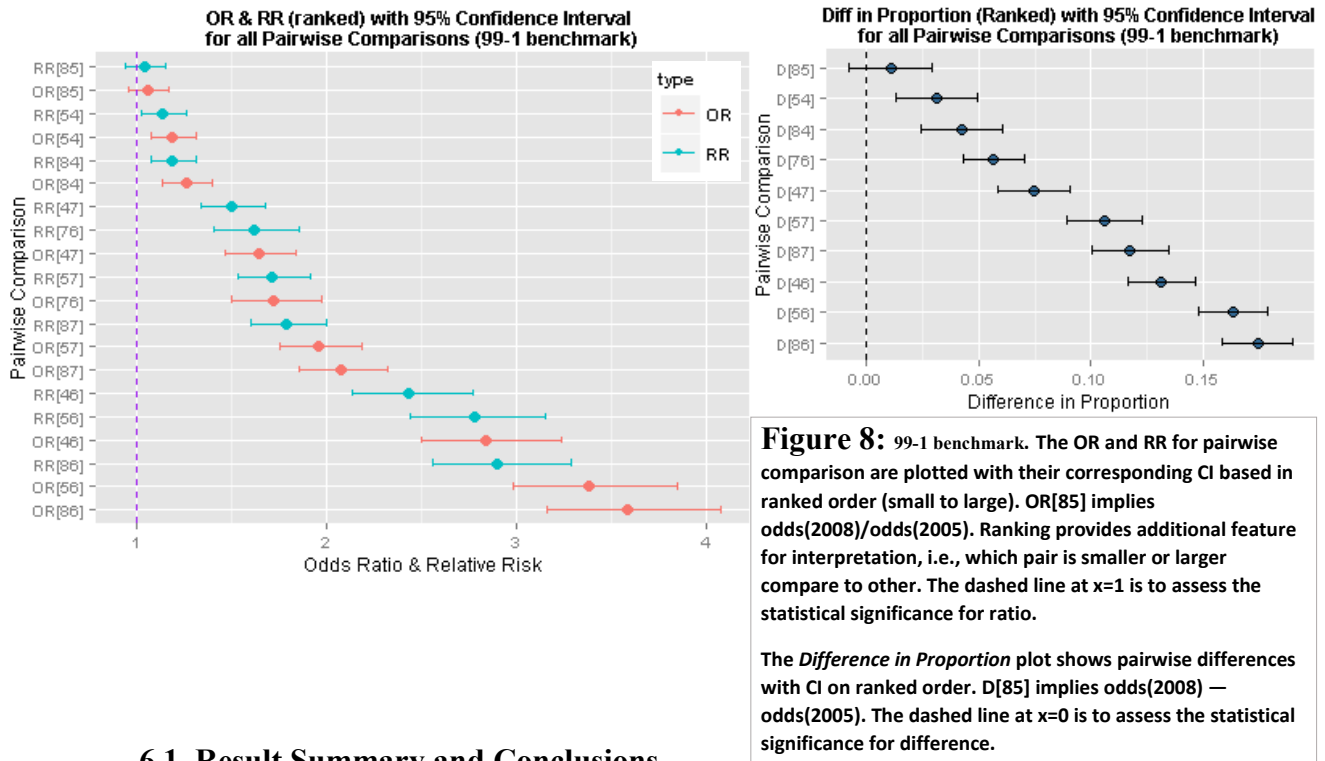 OR & RR (ranked) with 95% Confidence Interval
for all Pairwise Comparisons (99-1 benchmark)
RR[85]
OR[85]
RR[54]
OR[54]
RR[84]
OR[84]
RR[47]
RR[76]
OR[47]
RR[57]
OR[76]
RR[87]
OR[57]
OR[87]
RR[46]
RR[56]
OR[46]
RR[86]
OR[56]
OR[86]
Pairwise Comparison
type
OR
RR
1 2 3 4
Odds Ratio & Relative Risk
Diff in Proportion (Ranked) with 95% Confidence Interval
for all Pairwise Comparisons (99-1 benchmark)
D[85]
D[54]
D[84]
D[76]
D[47]
D[57]
D[87]
D[46]
D[56]
D[86]
Pairwise Comparison
0.00 0.05 0.10 0.15
Difference in Proportion
Figure 8: 99-1 benchmark. The OR and RR for pairwise
comparison are plotted with their corresponding CI based in
ranked order (small to large). OR[85] implies
odds(2008)/odds(2005). Ranking provides additional feature
for interpretation, i.e., which pair is smaller or larger
compare to other. The dashed line at x=1 is to assess the
statistical significance for ratio.
The Difference in Proportion plot shows pairwise differences
with CI on ranked order. D[85] implies odds(2008) —
odds(2005). The dashed line at x=0 is to assess the statistical
significance for difference.
6.1 Result Summary and Conclusions